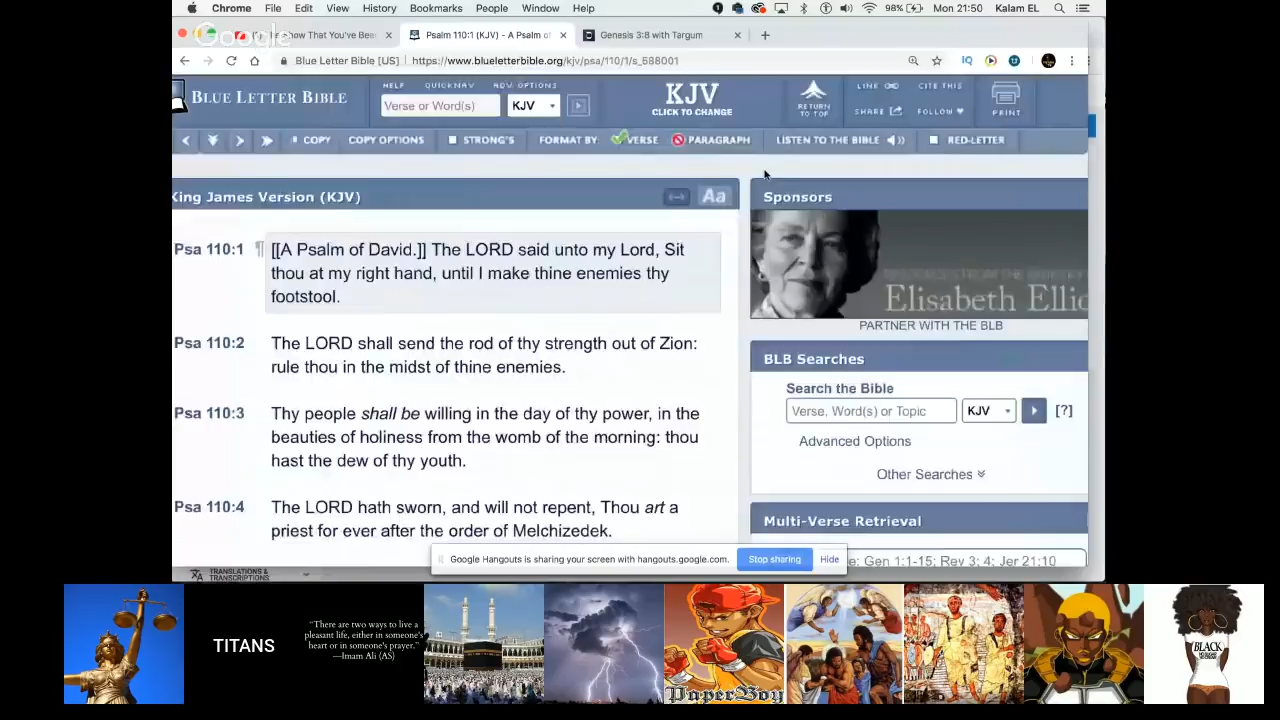 Chrome File Edit View History Bookmarks People Window Help
98% Mon 21:50 Kalam EL
Google
Show That You've Bee
Psalm 110:1 (KJV) - A Psalm of
Genesis 3:8 with Targum
Blue Letter Bible [US] https://www.blueletterbible.org/kjv/psa/110/1/s_588001
BLUE LETTER BIBLE
HELP QUICKNAV ADV. OPTIONS
Verse or Word(s) KJV
KJV
CLICK TO CHANGE
RETURN
TO TOP
LINK CITE THIS
SHARE FOLLOW
PRINT
COPY COPY OPTIONS STRONG'S FORMAT BY: VERSE PARAGRAPH LISTEN TO THE BIBLE RED-LETTER
King James Version (KJV) Aa
Psa 110:1 ¶ [[A Psalm of David.]] The LORD said unto my Lord, Sit
thou at my right hand, until I make thine enemies thy
footstool.
Psa 110:2 The LORD shall send the rod of thy strength out of Zion:
rule thou in the midst of thine enemies.
Psa 110:3 Thy people shall be willing in the day of thy power, in the
beauties of holiness from the womb of the morning: thou
hast the dew of thy youth.
Psa 110:4 The LORD hath sworn, and will not repent, Thou art a
priest for ever after the order of Melchizedek.
Sponsors
Elisabeth Ellio
PARTNER WITH THE BLB
BLB Searches
Search the Bible
Verse, Word(s) or Topic KJV [?]
Advanced Options
Other Searches
Multi-Verse Retrieval
e: Gen 1:1-15; Rev 3: 4; Jer 21:10
Google Hangouts is sharing your screen with hangouts.google.com. Stop sharing Hide
TRANSLATIONS &
TRANSCRIPTIONS
TITANS
“There are two ways to live a
pleasant life, either in someone's
heart or in someone's prayer.”
—Imam Ali (AS)
PaperBoy
BLACK